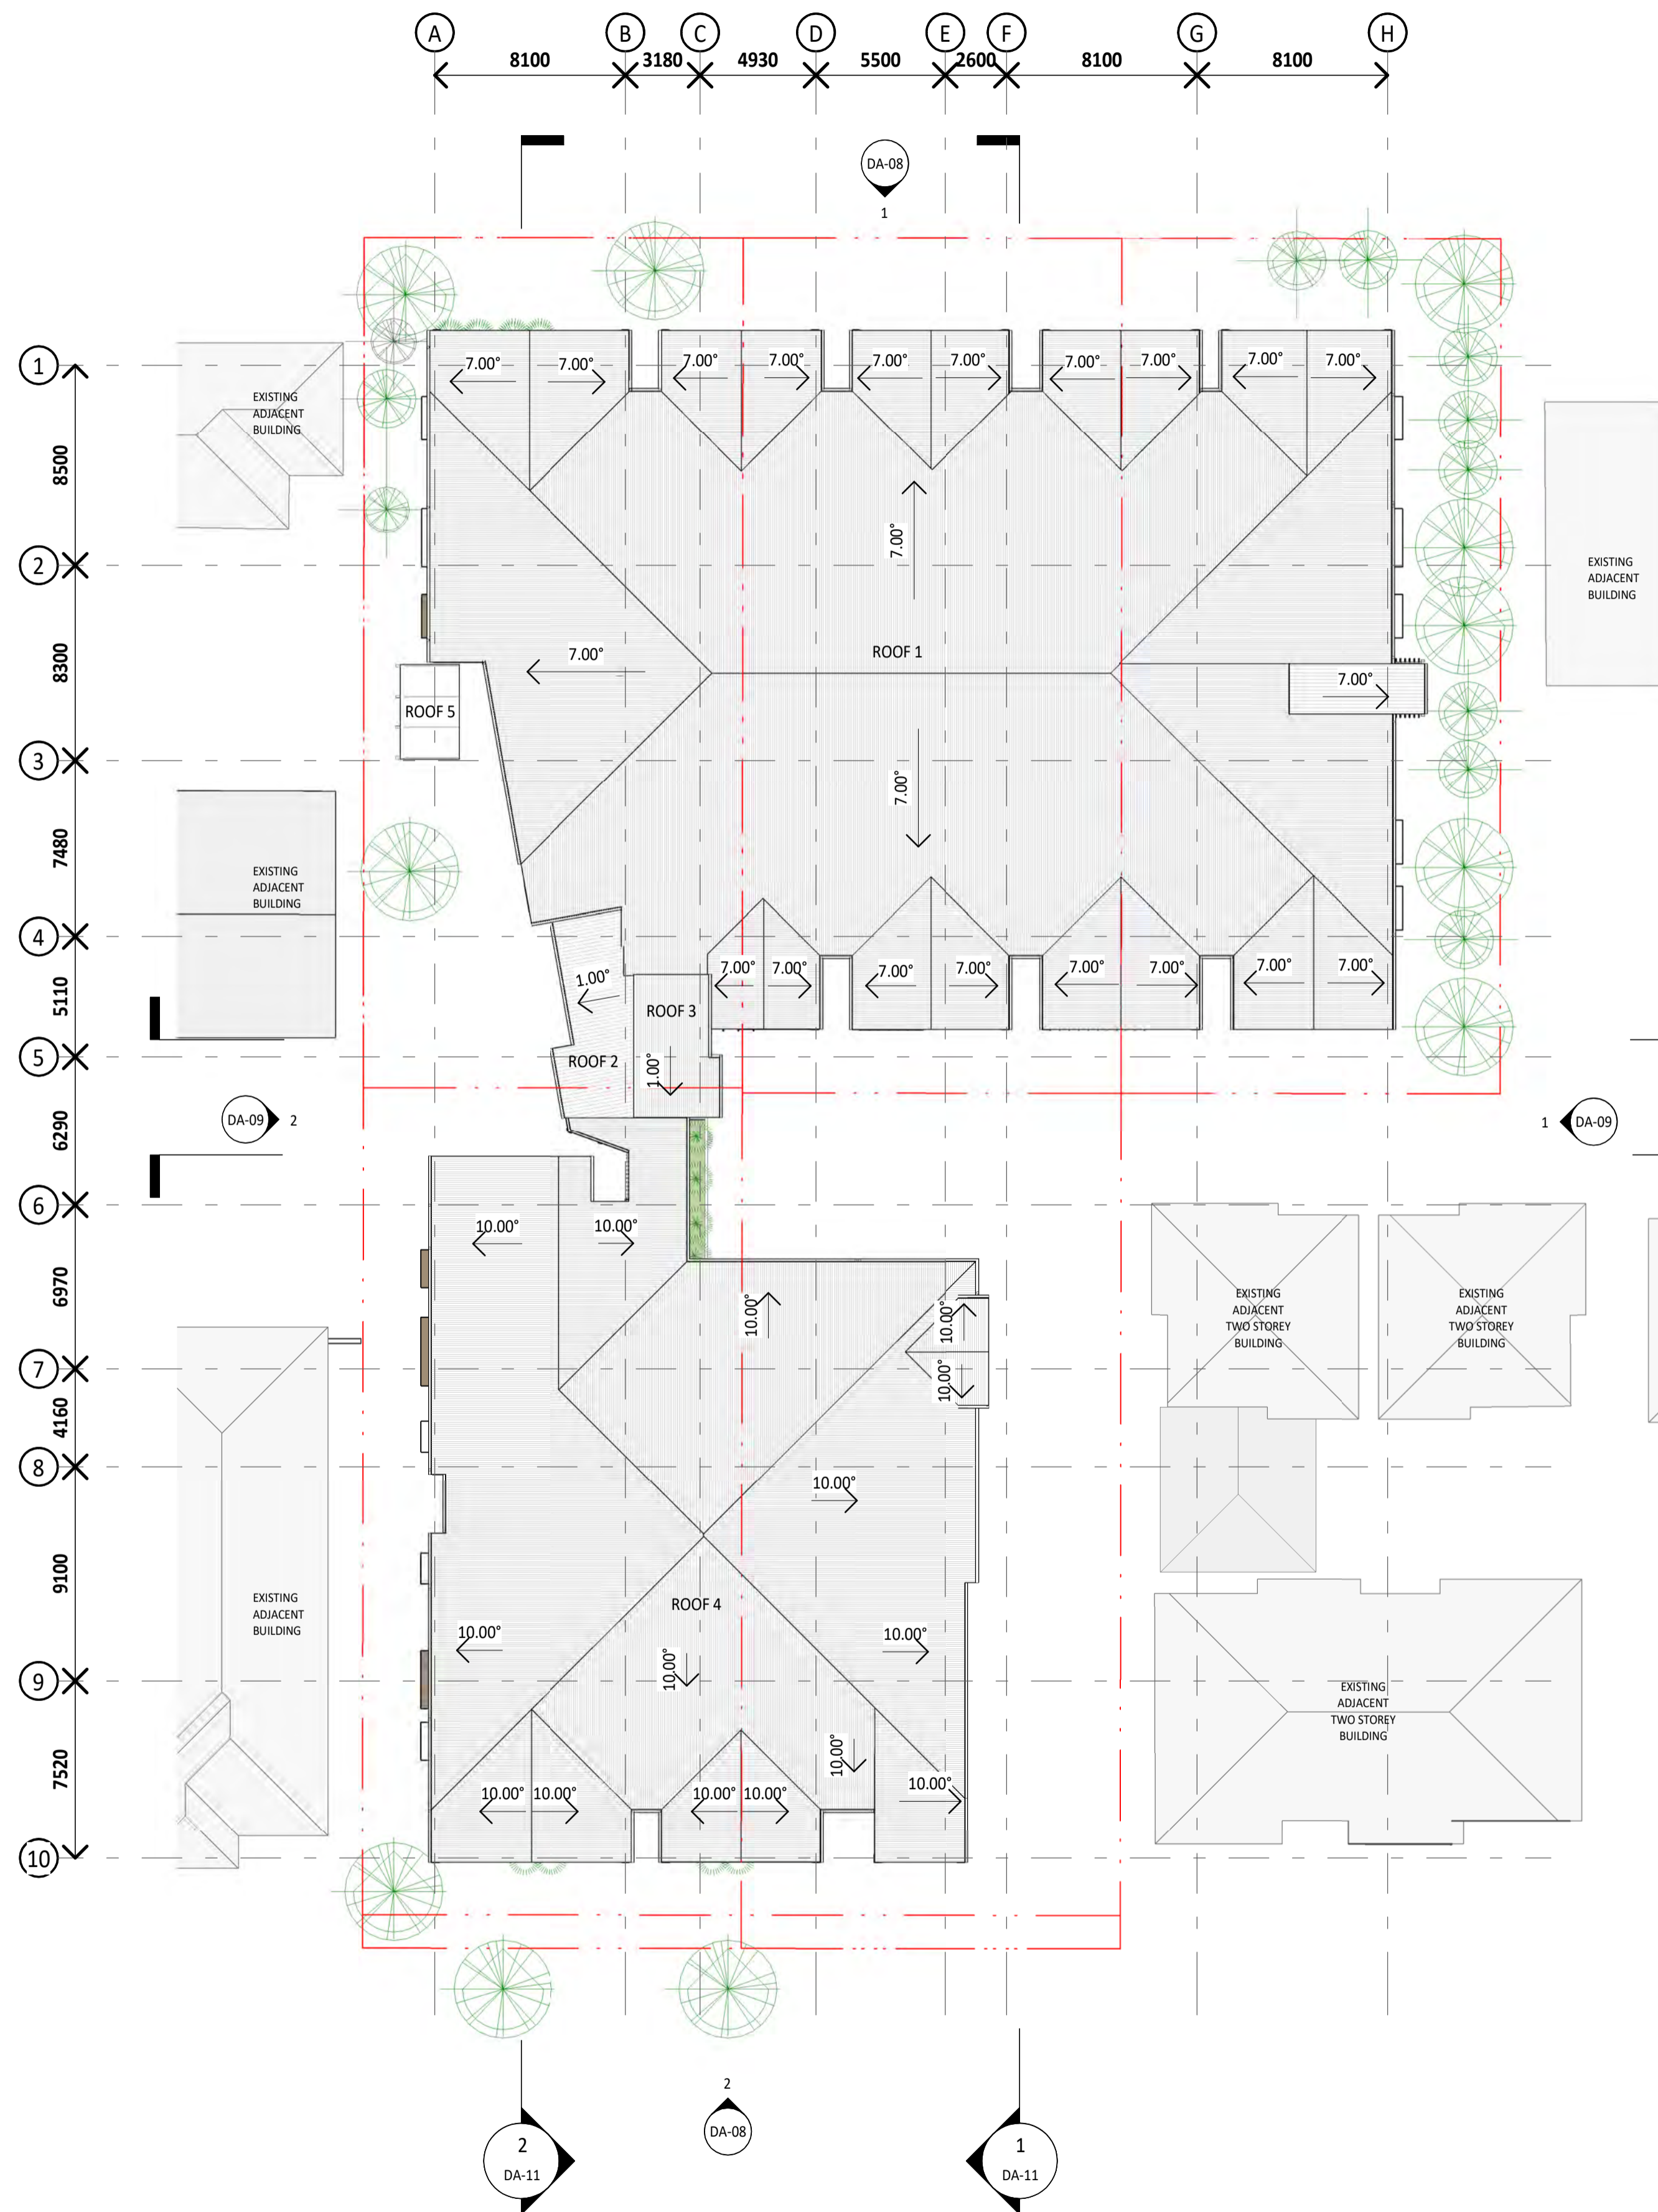 A B C D E F G H
8100 3180 4930 5500 2600 8100 8100
DA-08
1
1
7.00° 7.00° 7.00° 7.00° 7.00° 7.00° 7.00° 7.00° 7.00° 7.00°
EXISTING
ADJACENT
BUILDING
8500
7.00°
2
EXISTING
ADJACENT
BUILDING
8300
7.00°
ROOF 1
7.00°
ROOF 5
3
7.00°
7480
EXISTING
ADJACENT
BUILDING
4
7.00° 7.00° 7.00° 7.00° 7.00° 7.00° 7.00° 7.00°
1.00°
5110
ROOF 3
5
ROOF 2
1.00°
6290
DA-09 2
1 DA-09
6
10.00° 10.00°
6970
10.00°
10.00°
10.00°
EXISTING
ADJACENT
TWO STOREY
BUILDING
EXISTING
ADJACENT
TWO STOREY
BUILDING
7
4160
8
10.00°
9100
EXISTING
ADJACENT
BUILDING
ROOF 4
10.00°
10.00°
10.00°
9
EXISTING
ADJACENT
TWO STOREY
BUILDING
7520
10.00°
10.00°
10.00° 10.00° 10.00° 10.00°
10
2
DA-08
2
DA-11
1
DA-11